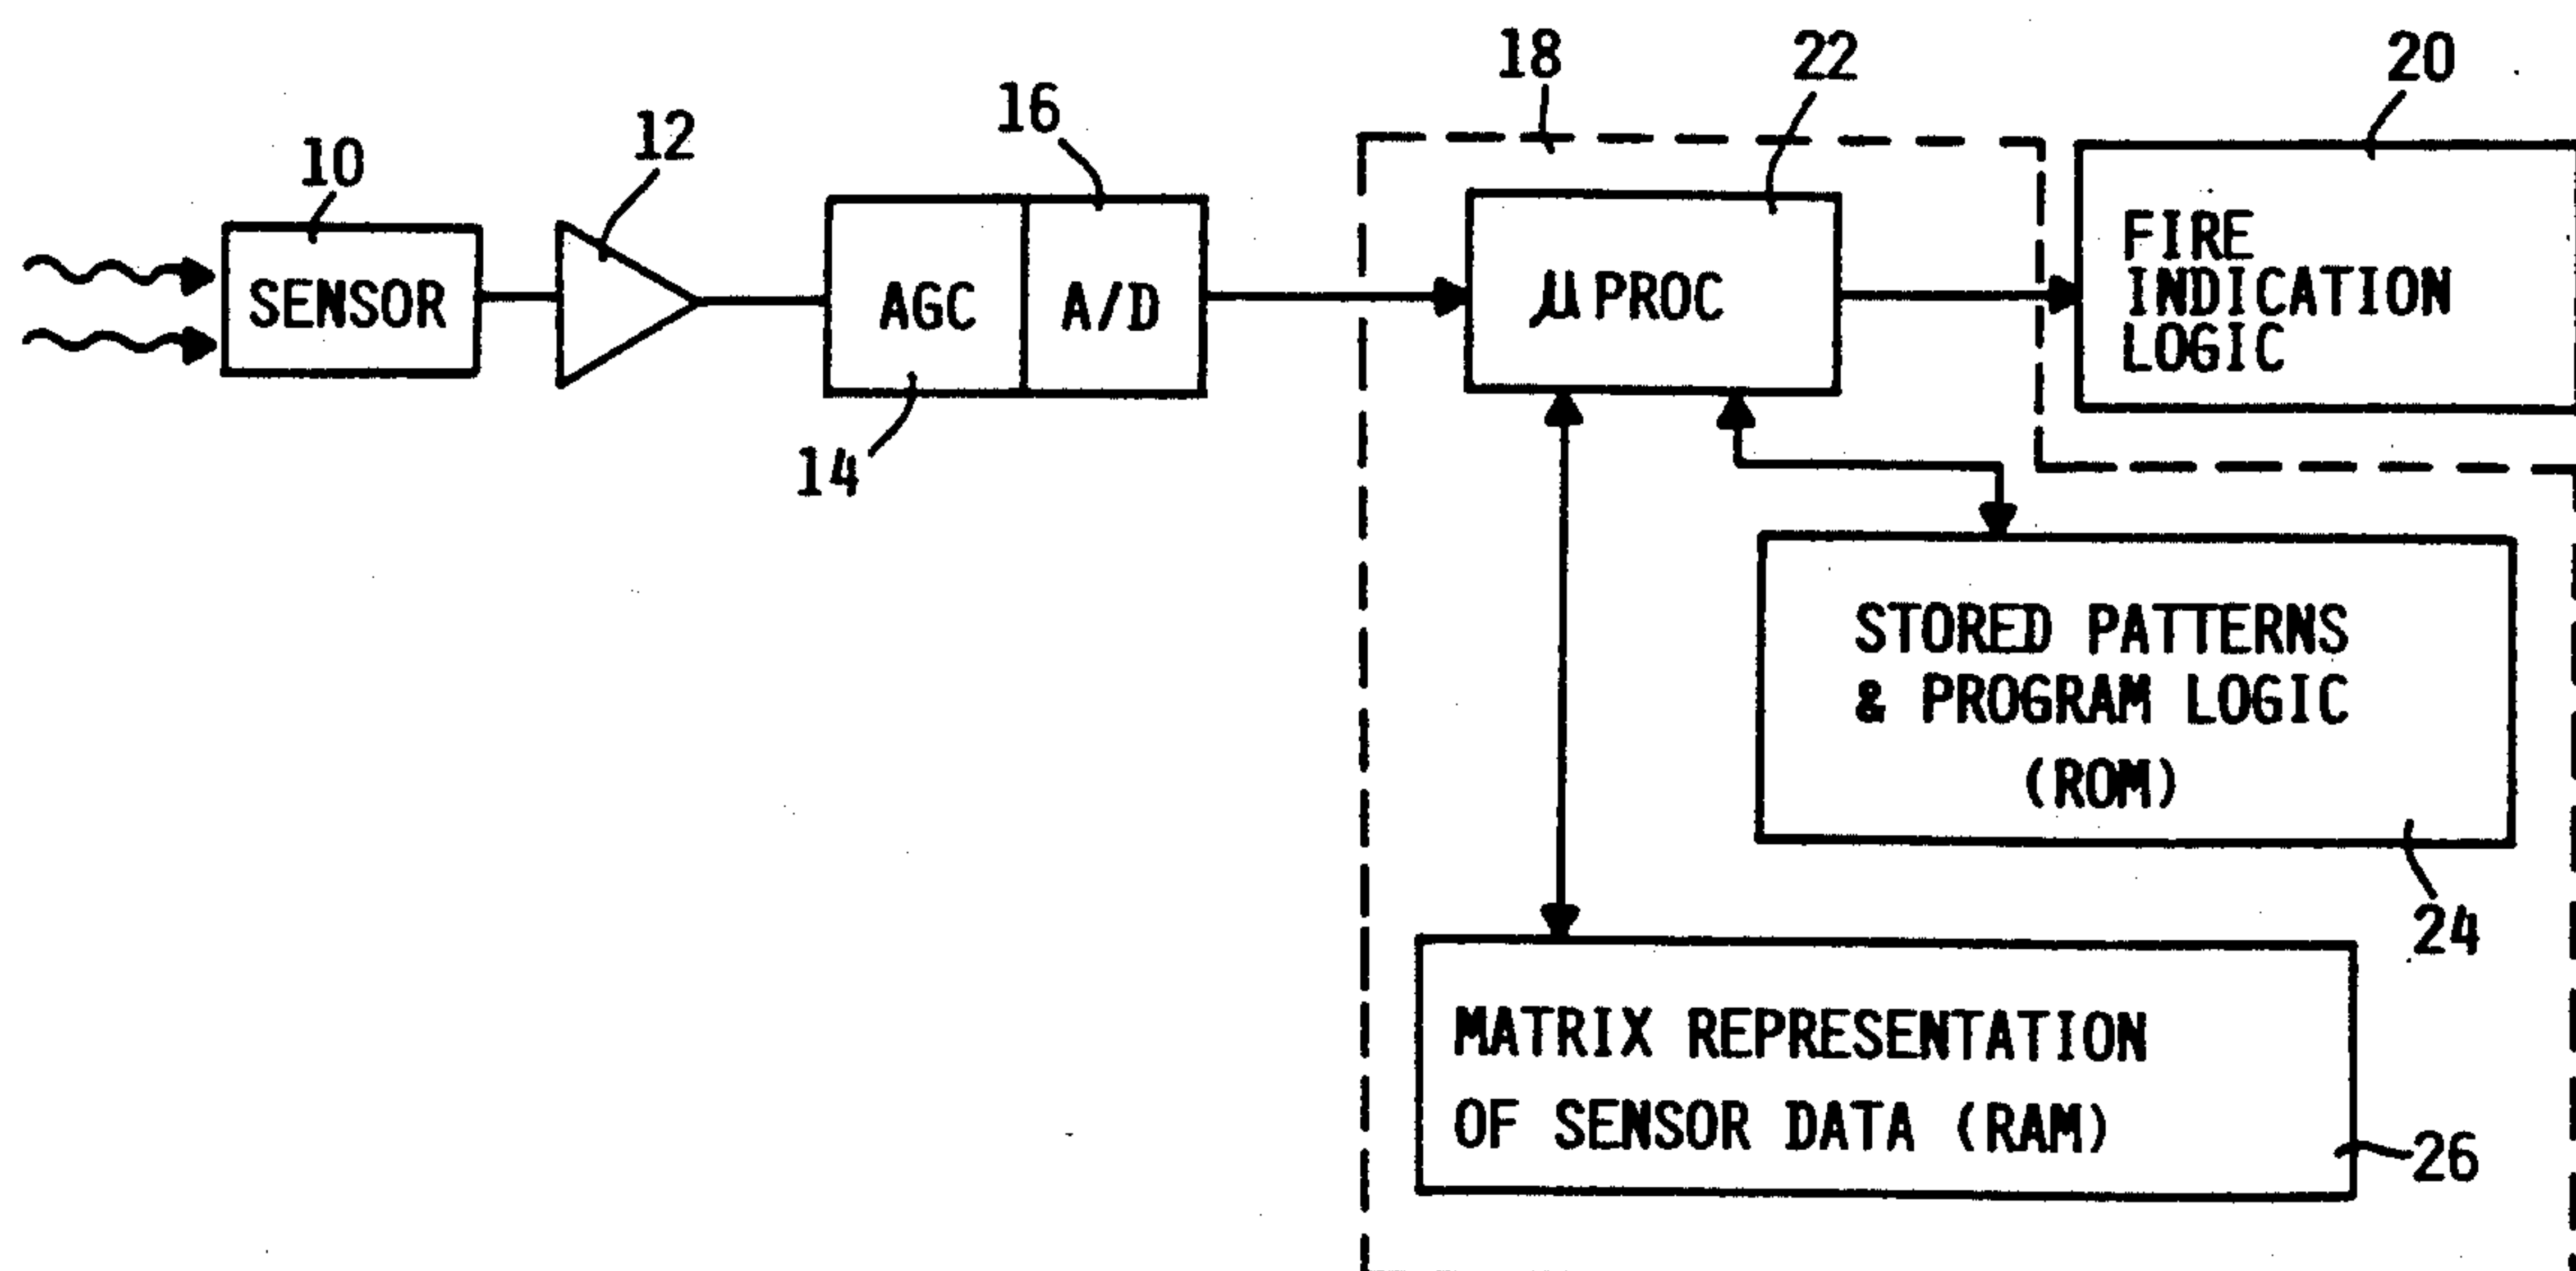 18
22
20
16
12
10
SENSOR
AGC
A/D
μPROC
FIRE
INDICATION
LOGIC
14
STORED PATTERNS
& PROGRAM LOGIC
(ROM)
24
MATRIX REPRESENTATION
OF SENSOR DATA (RAM)
26